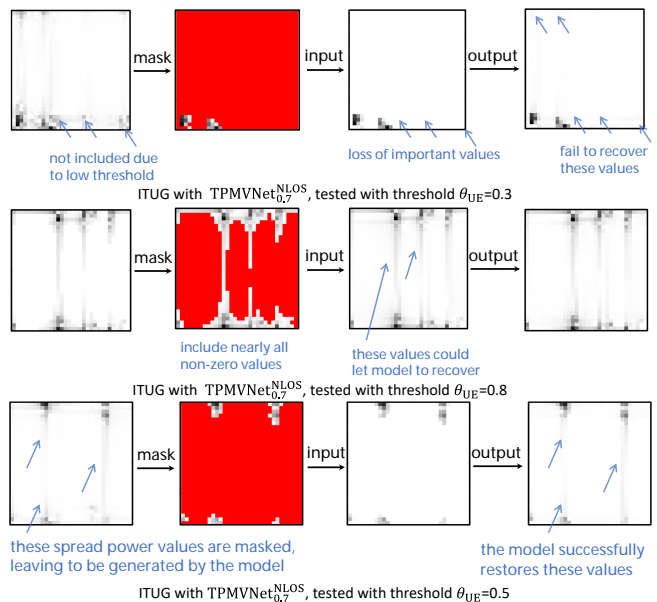 mask
input
output
not included due
to low threshold
loss of important values
fail to recover
these values
ITUG with TPMVNet₀.₇ᴺᴸᴼˢ, tested with threshold θ_UE=0.3
mask
input
output
include nearly all
non-zero values
these values could
let model to recover
ITUG with TPMVNet₀.₇ᴺᴸᴼˢ, tested with threshold θ_UE=0.8
mask
input
output
these spread power values are masked,
leaving to be generated by the model
the model successfully
restores these values
ITUG with TPMVNet₀.₇ᴺᴸᴼˢ, tested with threshold θ_UE=0.5